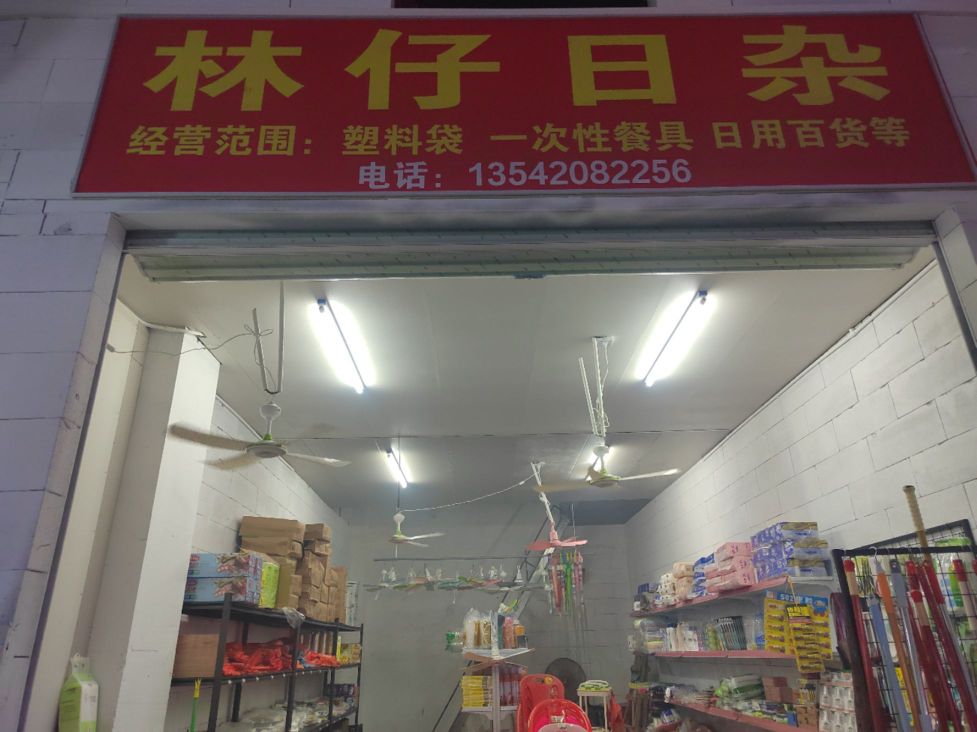 林仔日杂
经营范围：塑料袋 一次性餐具 日用百货等
电话：13542082256
502